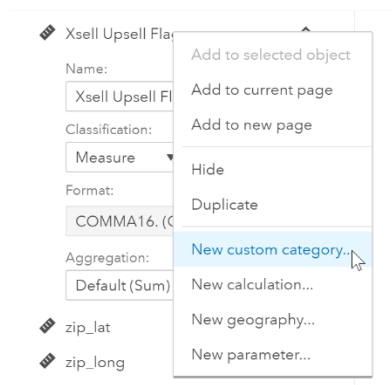 Xsell Upsell Flag
Add to selected object
Name:
Xsell Upsell Fl
Add to current page
Classification:
Add to new page
Measure
Hide
Format:
Duplicate
COMMA16. (C
Aggregation:
New custom category...
Default (Sum)
New calculation...
zip_lat
New geography...
zip_long
New parameter...